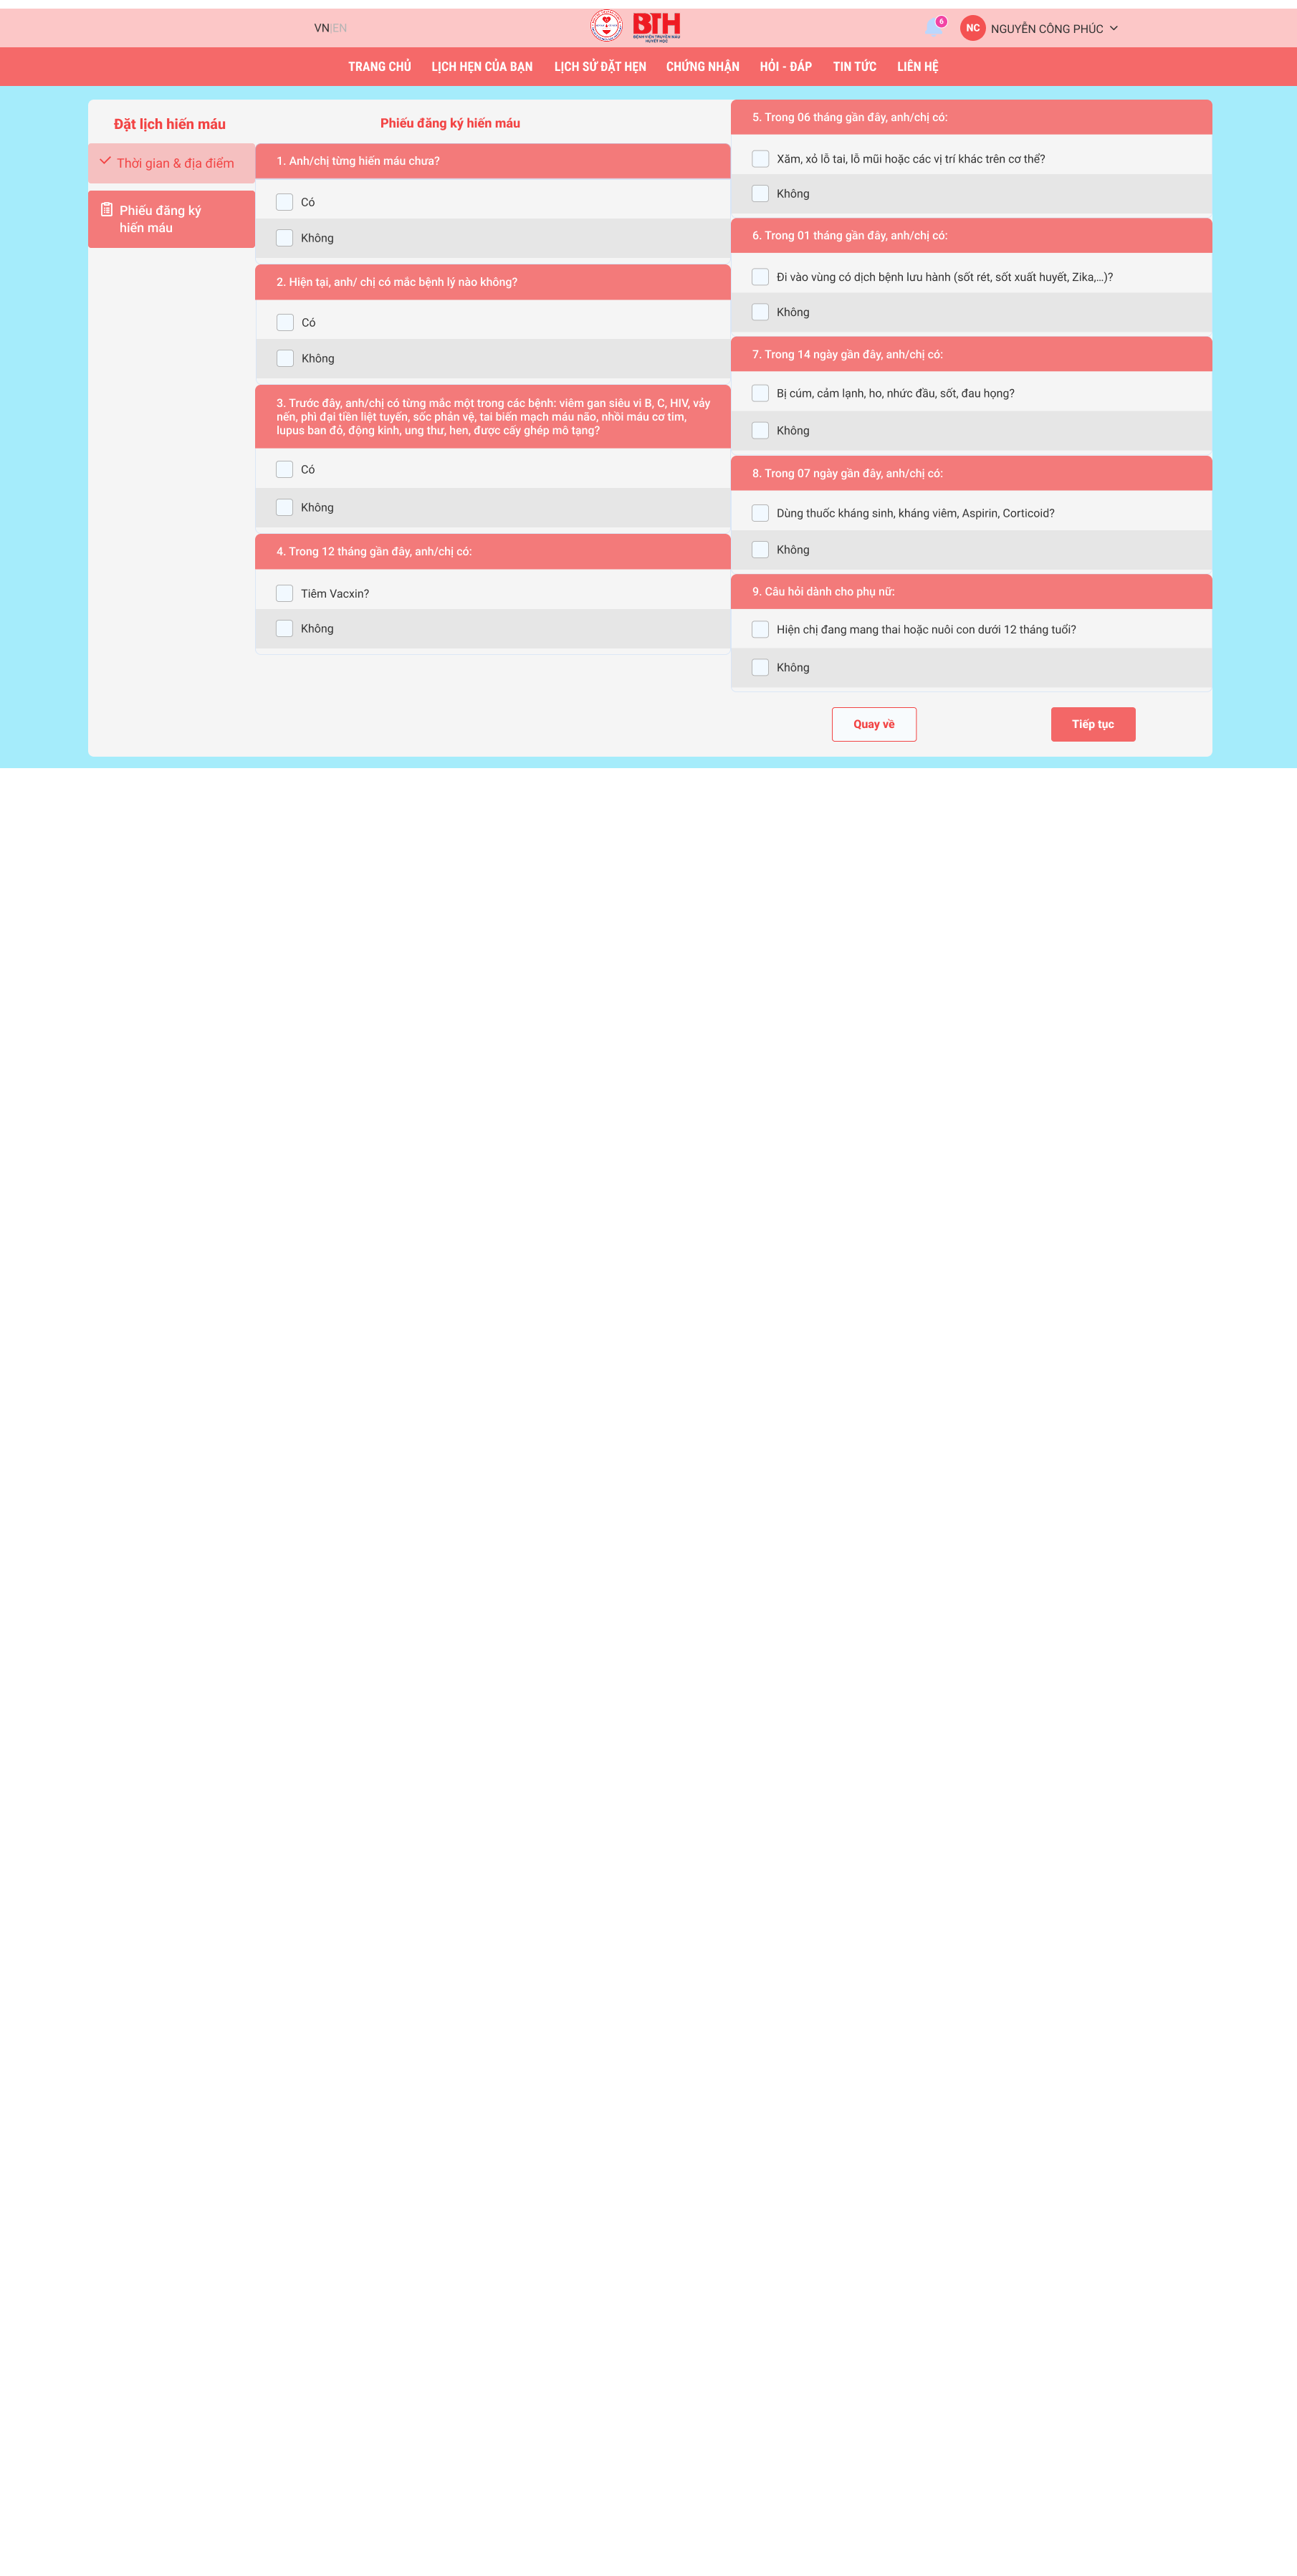 VN|EN
BTH
BỆNH VIỆN TRUYỀN MÁU
HUYẾT HỌC
6
NC
NGUYỄN CÔNG PHÚC
TRANG CHỦ
LỊCH HẸN CỦA BẠN
LỊCH SỬ ĐẶT HẸN
CHỨNG NHẬN
HỎI - ĐÁP
TIN TỨC
LIÊN HỆ
Đặt lịch hiến máu
Thời gian & địa điểm
Phiếu đăng ký
hiến máu
Phiếu đăng ký hiến máu
1. Anh/chị từng hiến máu chưa?
Có
Không
2. Hiện tại, anh/ chị có mắc bệnh lý nào không?
Có
Không
3. Trước đây, anh/chị có từng mắc một trong các bệnh: viêm gan siêu vi B, C, HIV, vảy
nến, phì đại tiền liệt tuyến, sốc phản vệ, tai biến mạch máu não, nhồi máu cơ tim,
lupus ban đỏ, động kinh, ung thư, hen, được cấy ghép mô tạng?
Có
Không
4. Trong 12 tháng gần đây, anh/chị có:
Tiêm Vacxin?
Không
5. Trong 06 tháng gần đây, anh/chị có:
Xăm, xỏ lỗ tai, lỗ mũi hoặc các vị trí khác trên cơ thể?
Không
6. Trong 01 tháng gần đây, anh/chị có:
Đi vào vùng có dịch bệnh lưu hành (sốt rét, sốt xuất huyết, Zika,...)?
Không
7. Trong 14 ngày gần đây, anh/chị có:
Bị cúm, cảm lạnh, ho, nhức đầu, sốt, đau họng?
Không
8. Trong 07 ngày gần đây, anh/chị có:
Dùng thuốc kháng sinh, kháng viêm, Aspirin, Corticoid?
Không
9. Câu hỏi dành cho phụ nữ:
Hiện chị đang mang thai hoặc nuôi con dưới 12 tháng tuổi?
Không
Quay về
Tiếp tục